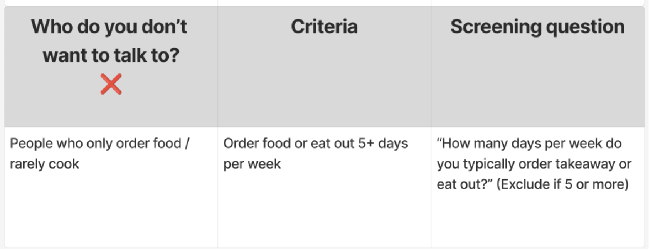 Who do you don’t
want to talk to?
❌
Criteria
Screening question
People who only order food /
rarely cook
Order food or eat out 5+ days
per week
“How many days per week do
you typically order takeaway or
eat out?” (Exclude if 5 or more)